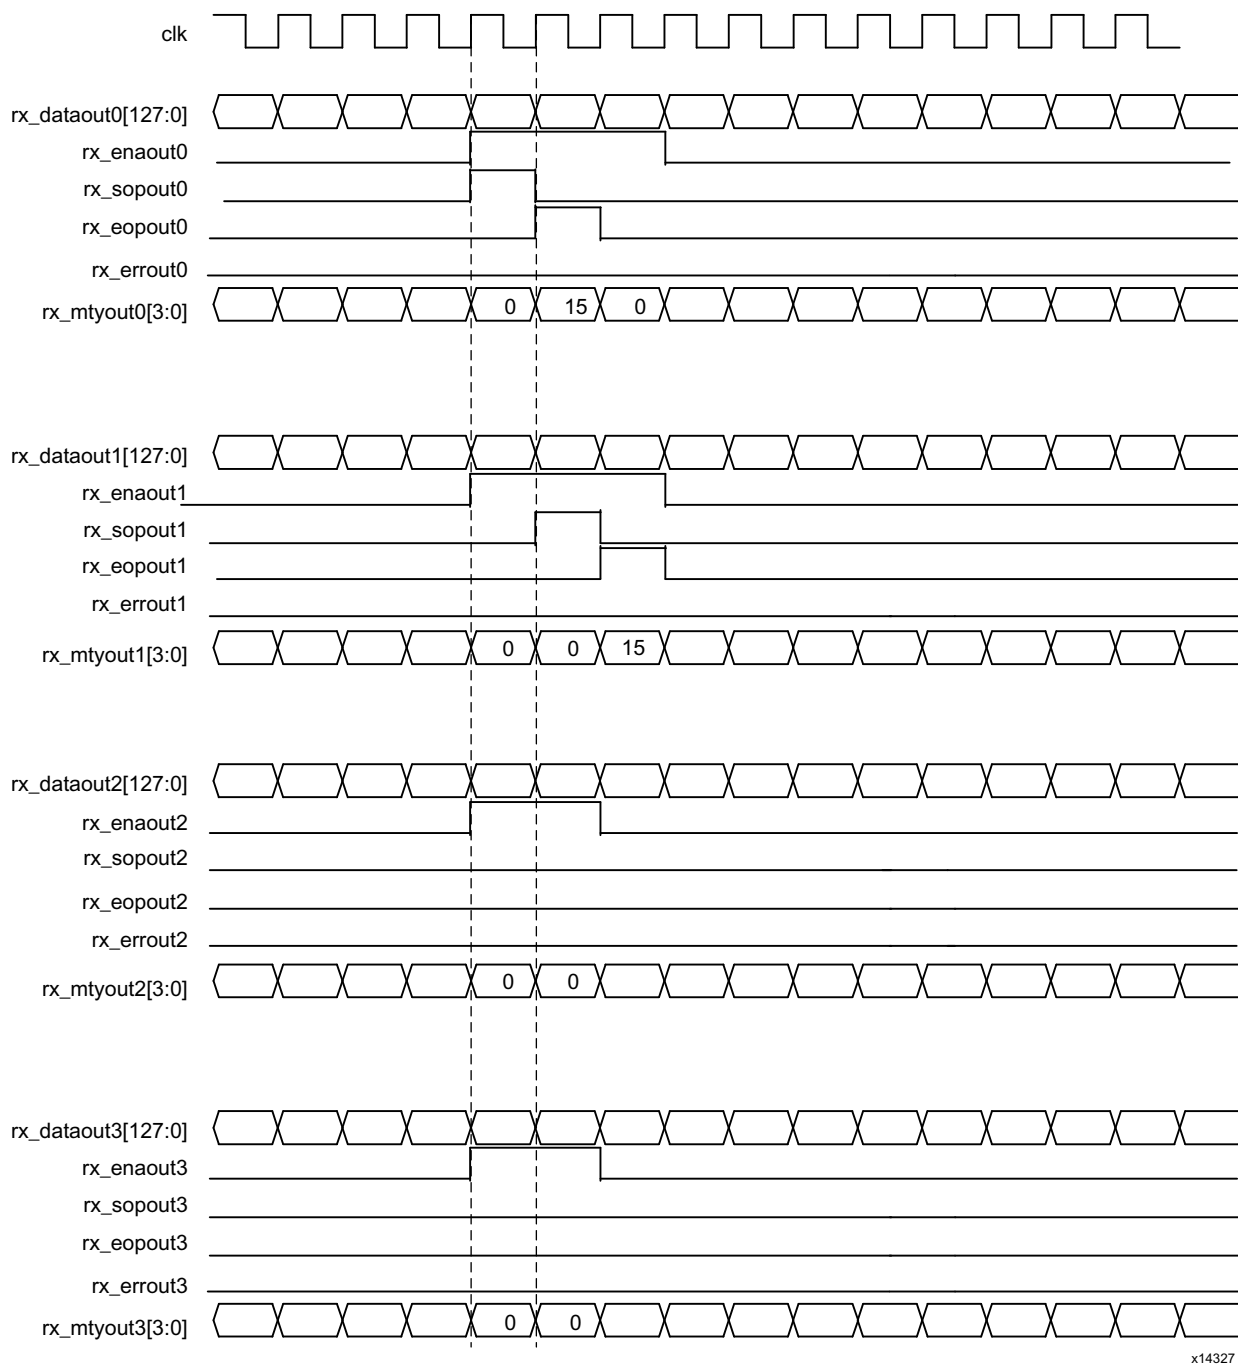 clk
rx_dataout0[127:0]
rx_enaout0
rx_sopout0
rx_eopout0
rx_errout0
rx_mtyout0[3:0] 0 15 0
rx_dataout1[127:0]
rx_enaout1
rx_sopout1
rx_eopout1
rx_errout1
rx_mtyout1[3:0] 0 0 15
rx_dataout2[127:0]
rx_enaout2
rx_sopout2
rx_eopout2
rx_errout2
rx_mtyout2[3:0] 0 0
rx_dataout3[127:0]
rx_enaout3
rx_sopout3
rx_eopout3
rx_errout3
rx_mtyout3[3:0] 0 0
x14327